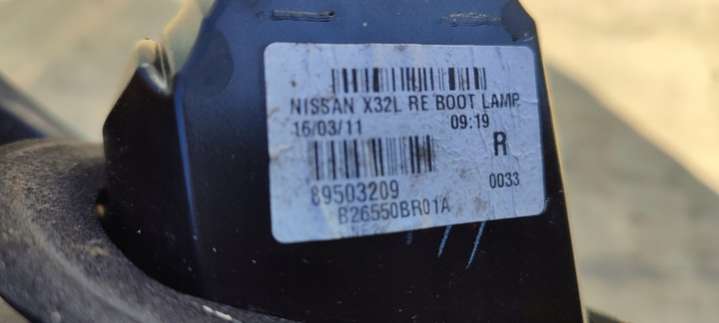 NISSAN X32L RE BOOT LAMP
16/03/11 09:19
R
89503209 0033
B26550BR01A